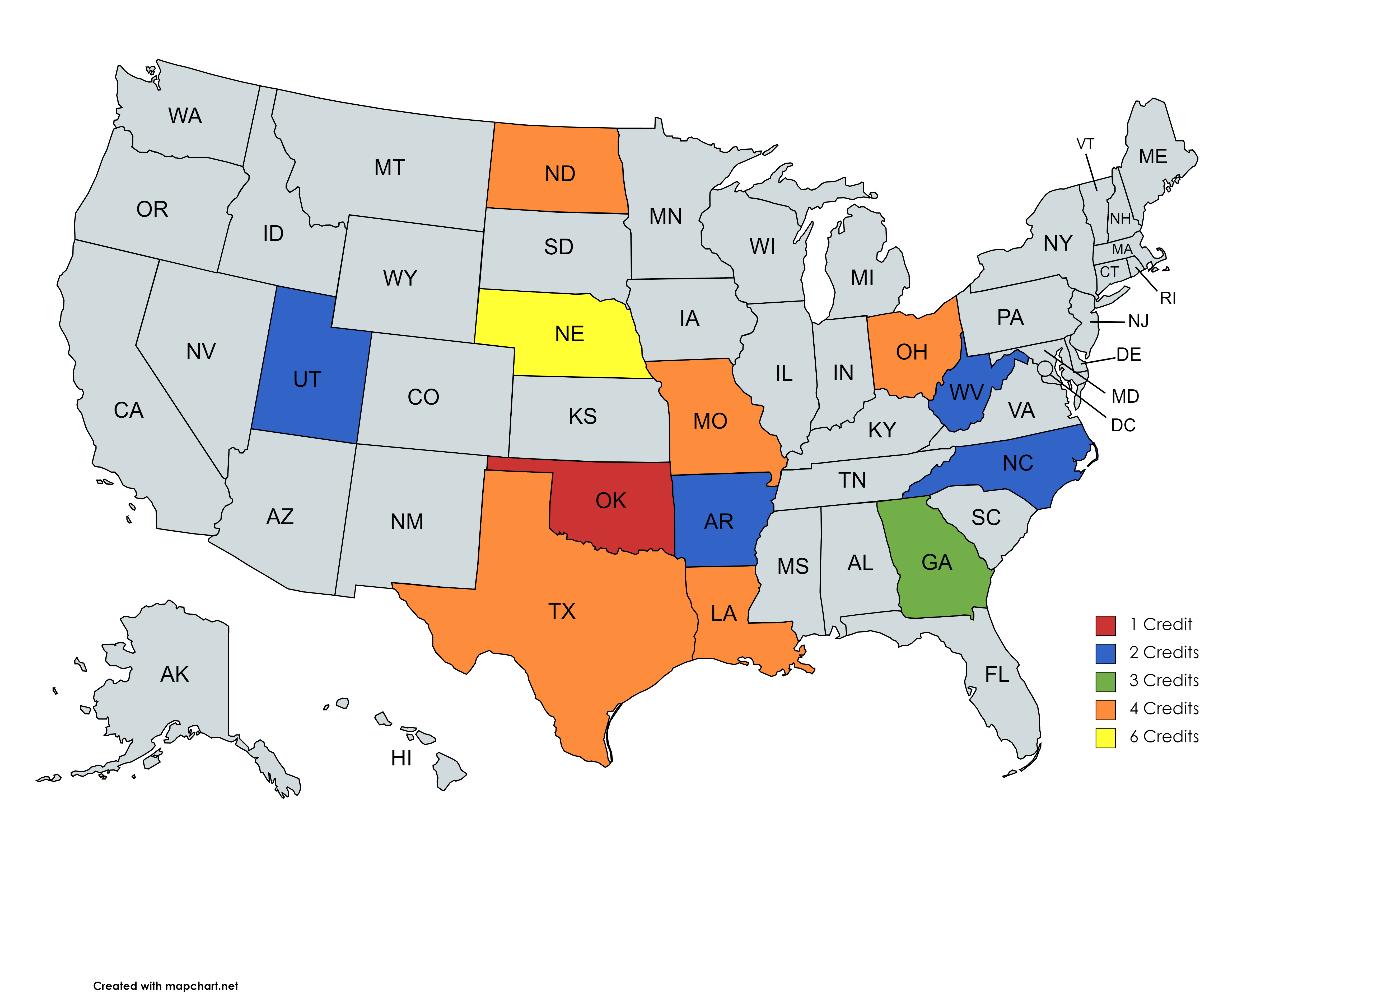 WA
MT
ND
MN
OR
ID
SD
WI
MI
NY
VT
ME
NH
MA
CT
RI
WY
NE
IA
PA
NJ
NV
UT
CO
IL
IN
OH
DE
MD
DC
WV
VA
CA
KS
MO
KY
NC
TN
AZ
NM
OK
AR
SC
MS
AL
GA
TX
LA
FL
AK
HI
1 Credit
2 Credits
3 Credits
4 Credits
6 Credits
Created with mapchart.net